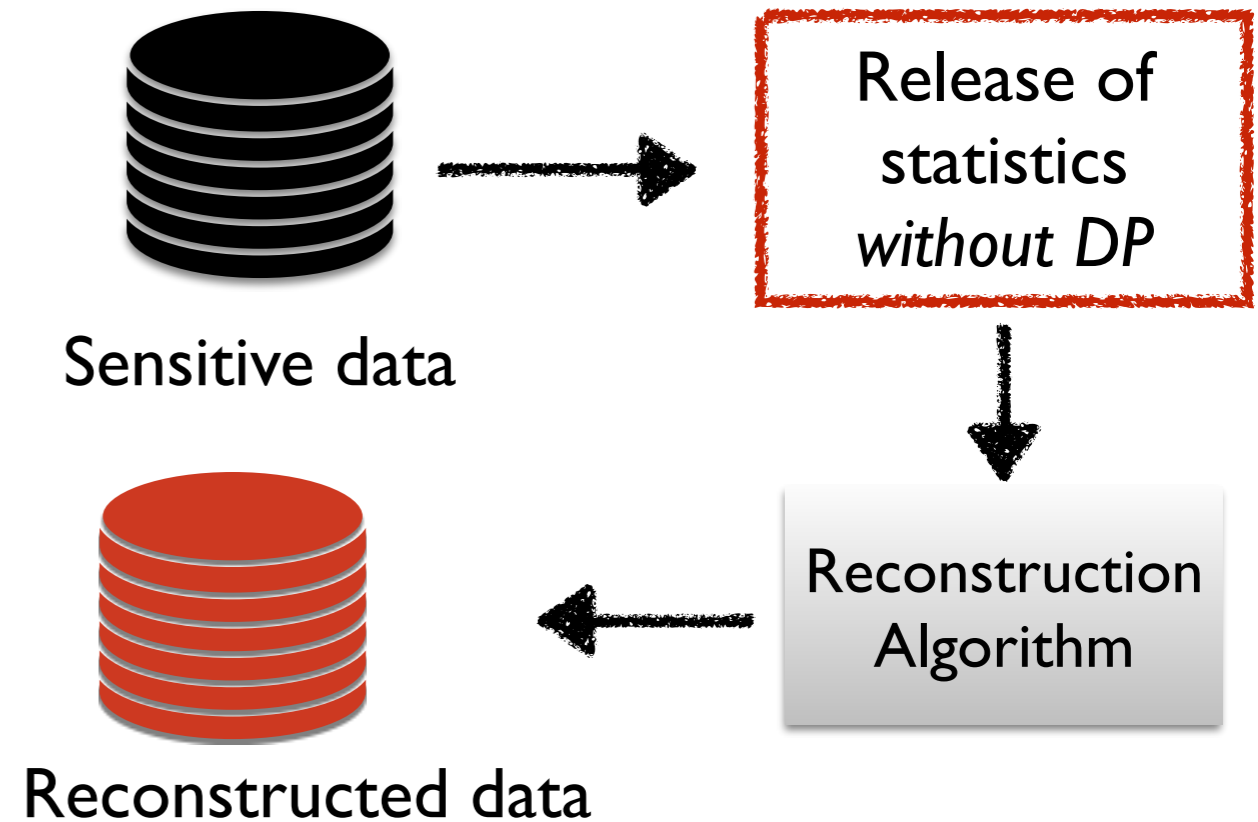 Sensitive data
Release of
statistics
without DP
Reconstruction
Algorithm
Reconstructed data